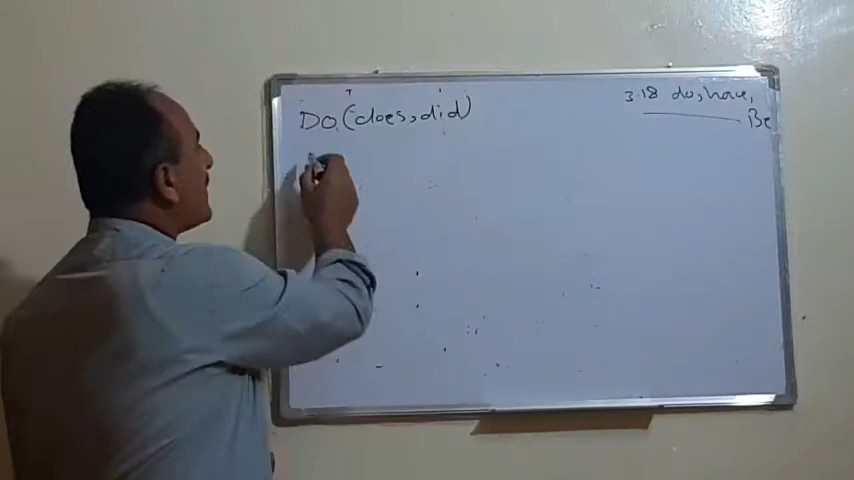 Do (does, did)
3.18 do, have,
Be